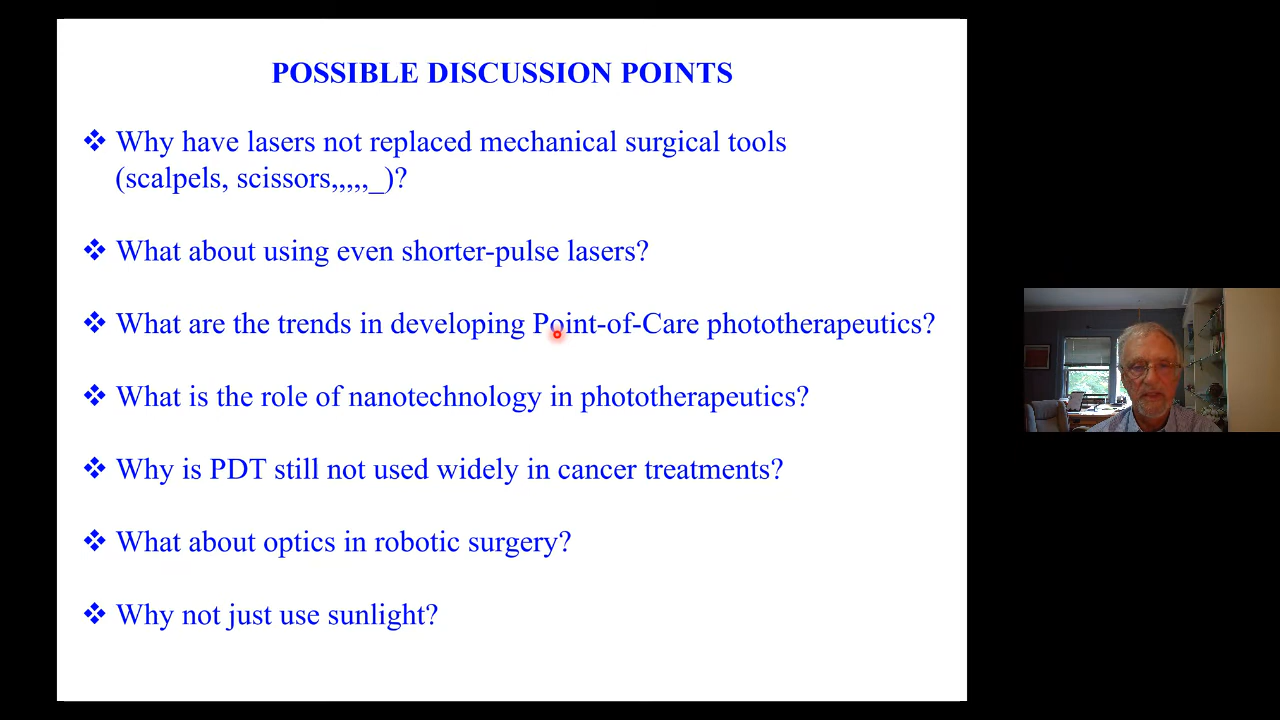 POSSIBLE DISCUSSION POINTS
❖ Why have lasers not replaced mechanical surgical tools
(scalpels, scissors,,,,,_)?
❖ What about using even shorter-pulse lasers?
❖ What are the trends in developing Point-of-Care phototherapeutics?
❖ What is the role of nanotechnology in phototherapeutics?
❖ Why is PDT still not used widely in cancer treatments?
❖ What about optics in robotic surgery?
❖ Why not just use sunlight?